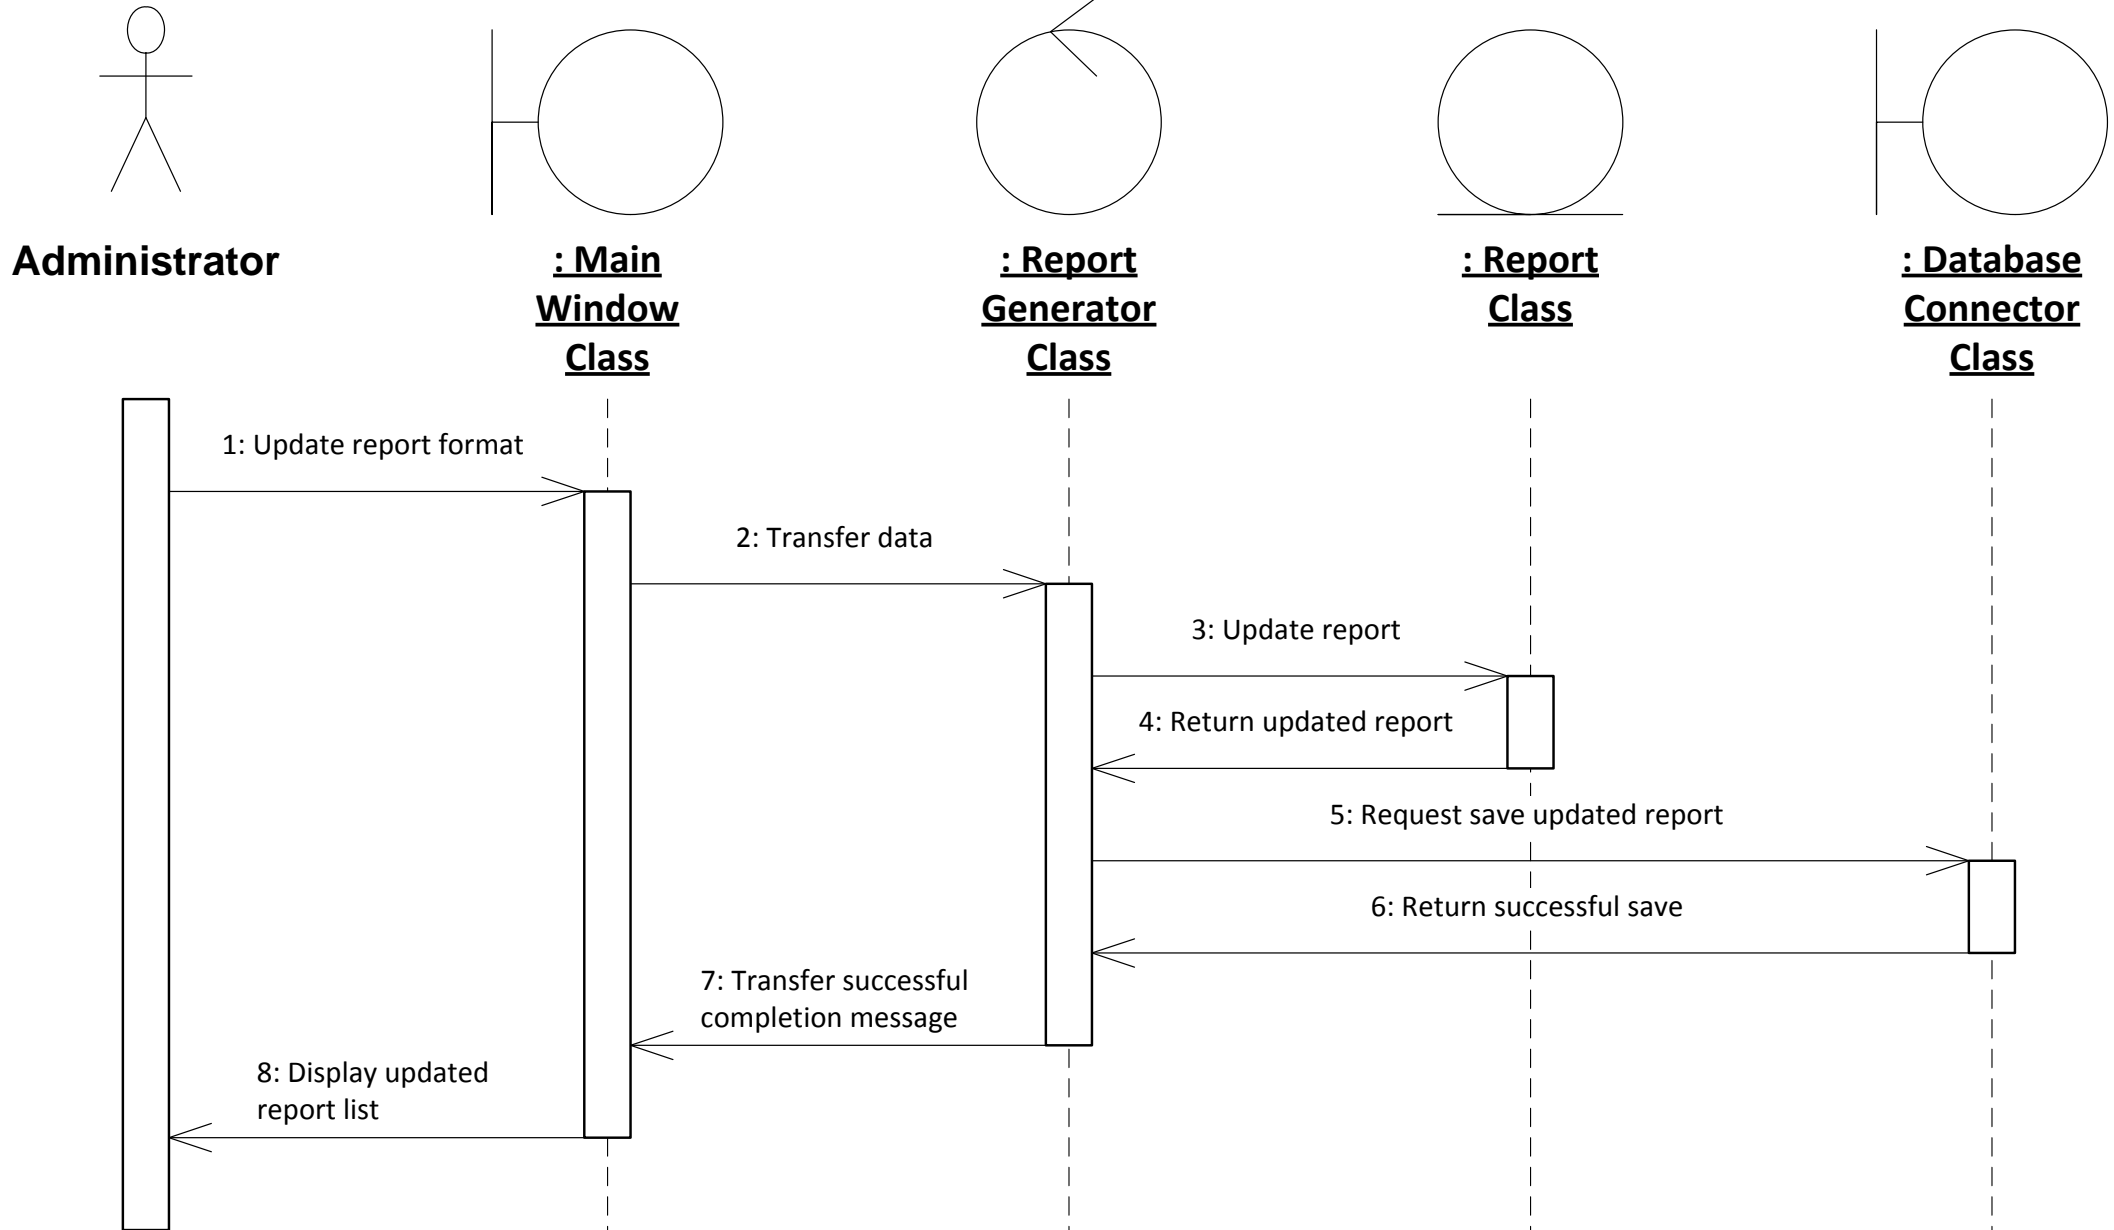 Administrator
: Main
Window
Class
: Report
Generator
Class
: Report
Class
: Database
Connector
Class
1: Update report format
2: Transfer data
3: Update report
4: Return updated report
5: Request save updated report
6: Return successful save
7: Transfer successful
completion message
8: Display updated
report list